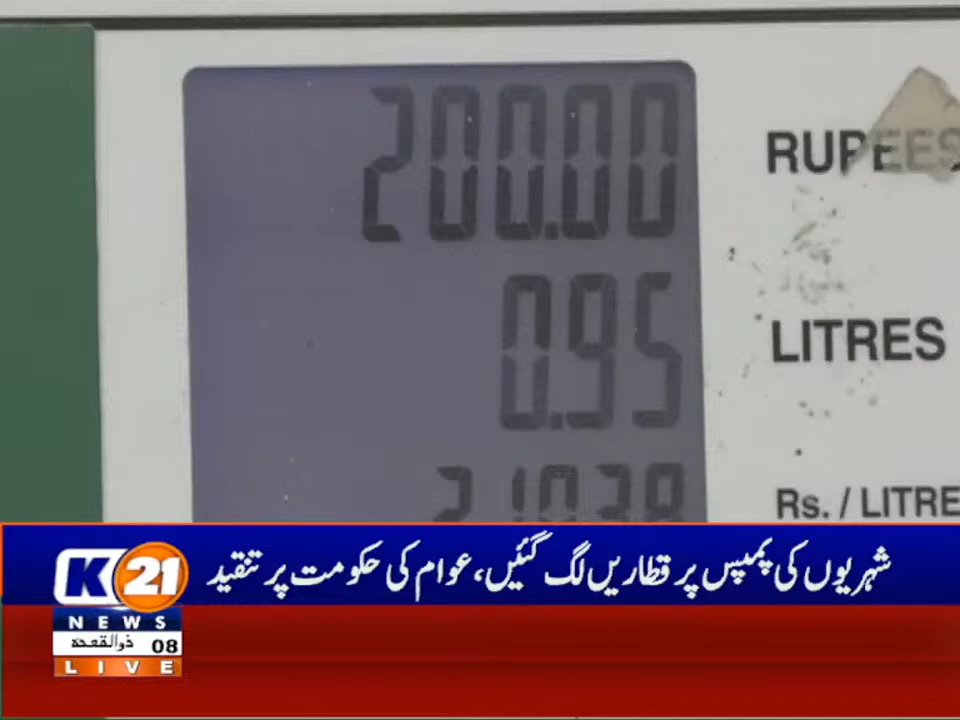 200.00
RUPEES
0.95
LITRES
Rs. / LITRE
شہریوں کی پمپس پر قطاریں لگ گئیں، عوام کی حکومت پر تنقید
K21
NEWS
ذوالقعدہ 08
LIVE